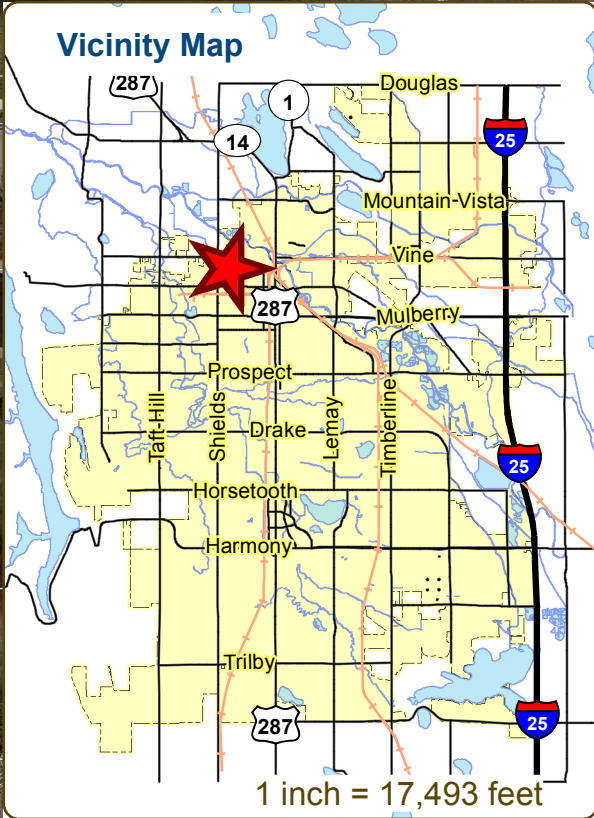 Vicinity Map
287
Douglas
1
14
25
Mountain-Vista
Vine
287
Mulberry
Prospect
Taft-Hill
Shields
Drake
Lemay
Timberline
25
Horsetooth
Harmony
Trilby
287
25
1 inch = 17,493 feet